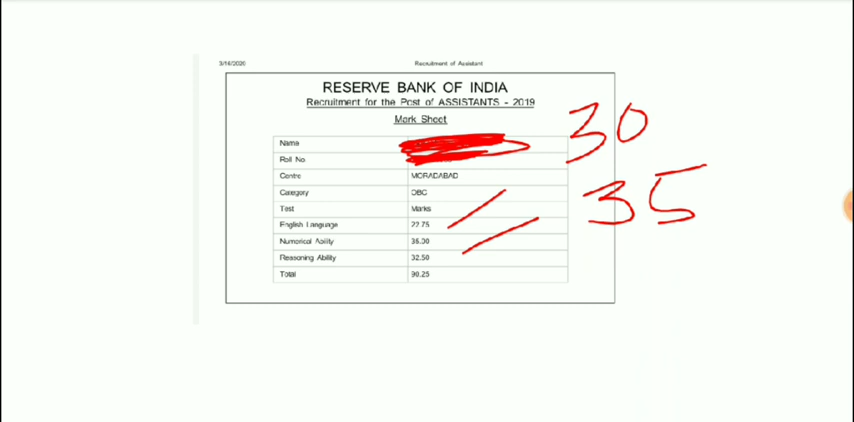 3/16/2020 Recruitment of Assistant
RESERVE BANK OF INDIA
Recruitment for the Post of ASSISTANTS - 2019
Mark Sheet
30
Name
Roll No
Centre MORADABAD
35
Category OBC
Test Marks
English Language 22.75
Numerical Ability 35.00
Reasoning Ability 32.50
Total 90.25